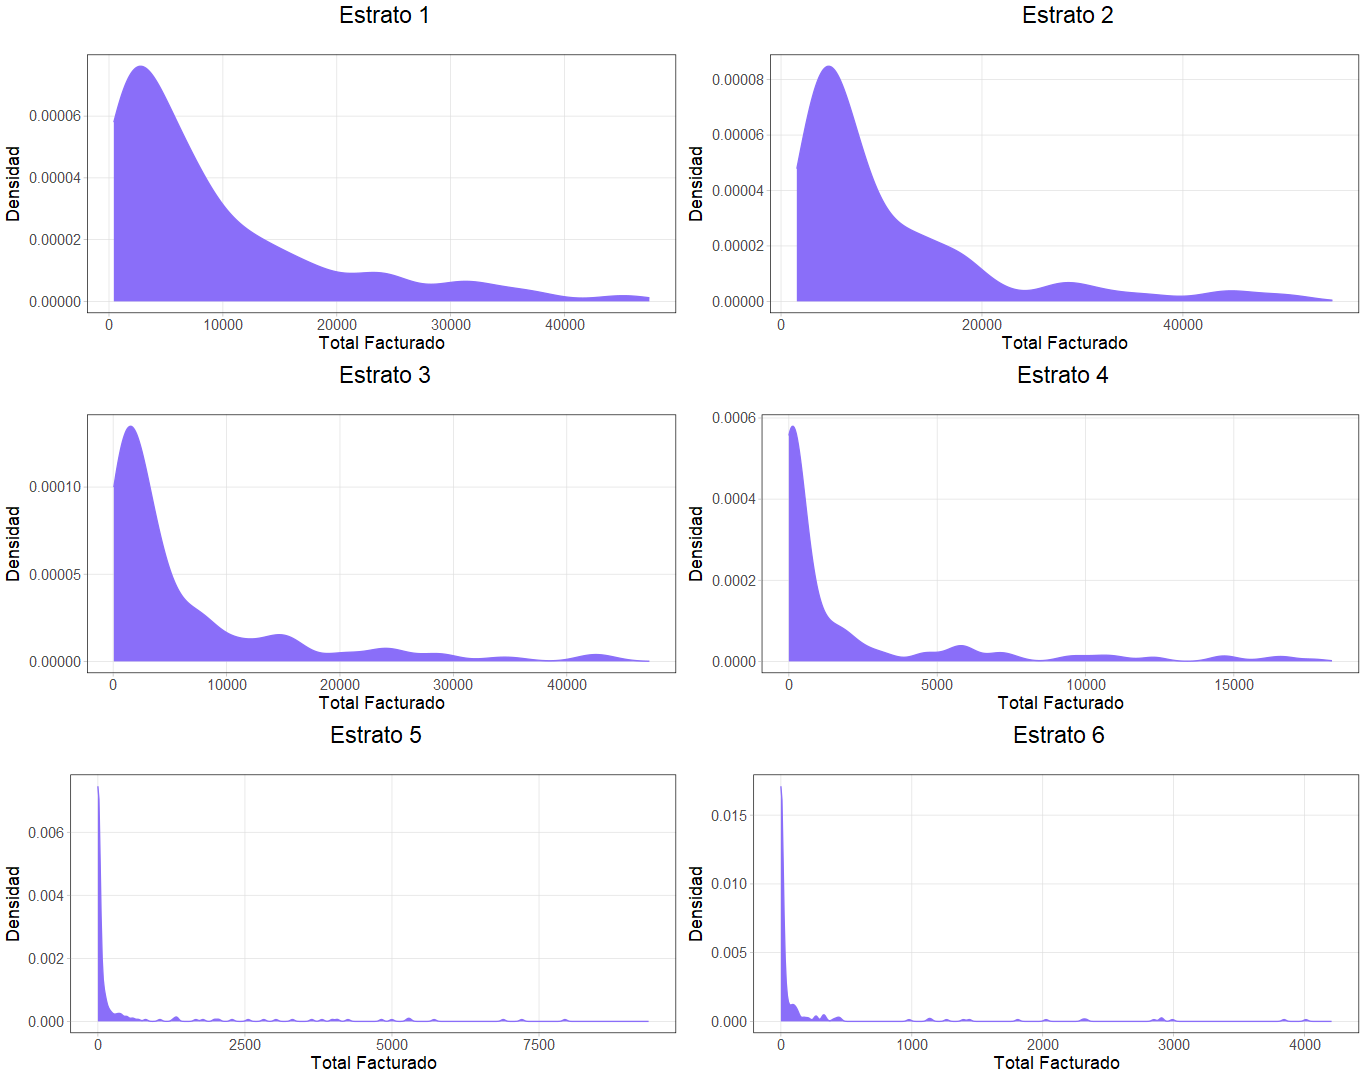 Estrato 1
Densidad
0.00006
0.00004
0.00002
0.00000
0 10000 20000 30000 40000
Total Facturado
Estrato 2
Densidad
0.00008
0.00006
0.00004
0.00002
0.00000
0 20000 40000
Total Facturado
Estrato 3
Densidad
0.00010
0.00005
0.00000
0 10000 20000 30000 40000
Total Facturado
Estrato 4
Densidad
0.0006
0.0004
0.0002
0.0000
0 5000 10000 15000
Total Facturado
Estrato 5
Densidad
0.006
0.004
0.002
0.000
0 2500 5000 7500
Total Facturado
Estrato 6
Densidad
0.015
0.010
0.005
0.000
0 1000 2000 3000 4000
Total Facturado